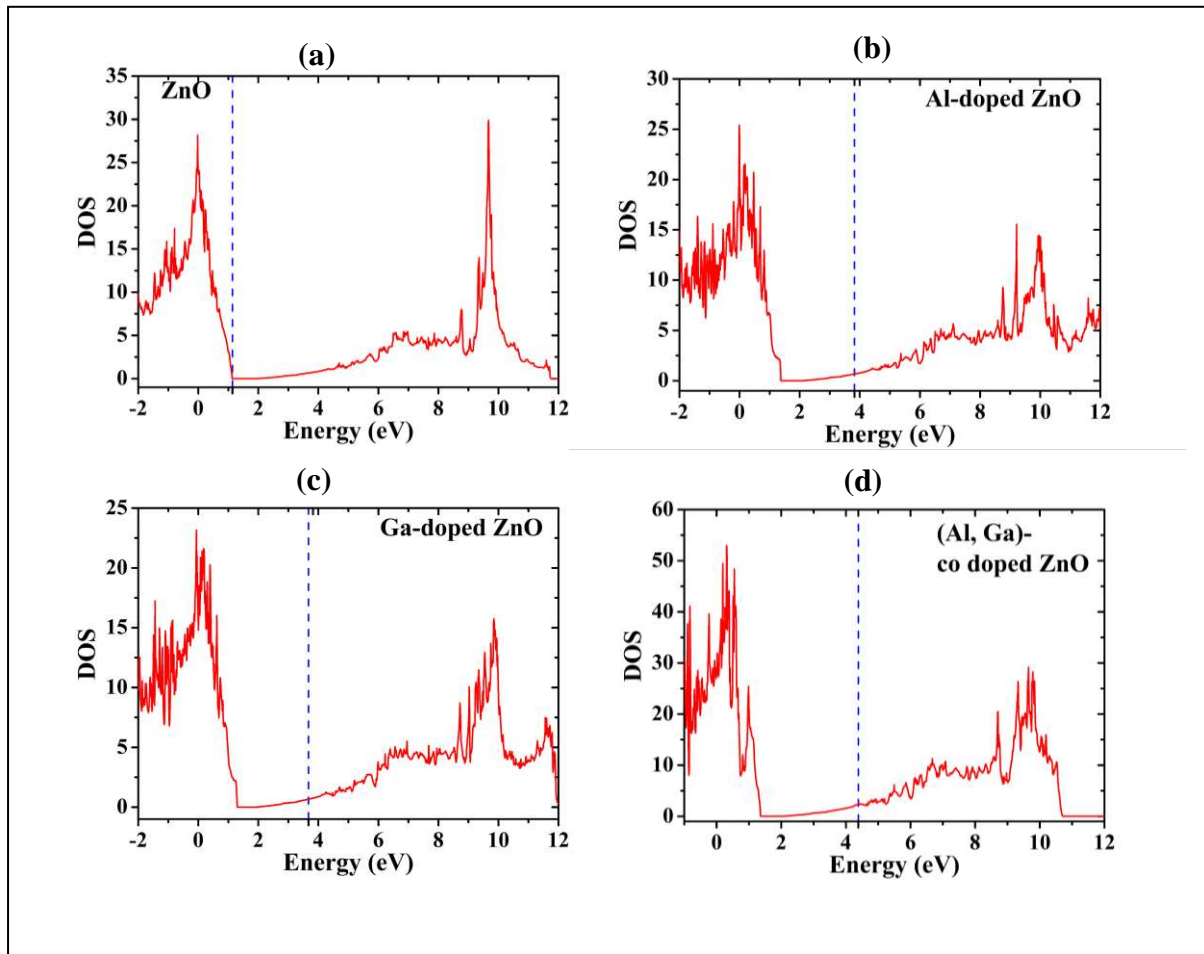 (a)
ZnO
DOS
35
30
25
20
15
10
5
0
-2 0 2 4 6 8 10 12
Energy (eV)
(b)
Al-doped ZnO
DOS
30
25
20
15
10
5
0
-2 0 2 4 6 8 10 12
Energy (eV)
(c)
Ga-doped ZnO
DOS
25
20
15
10
5
0
-2 0 2 4 6 8 10 12
Energy (eV)
(d)
(Al, Ga)-
co doped ZnO
DOS
60
50
40
30
20
10
0
0 2 4 6 8 10 12
Energy (eV)